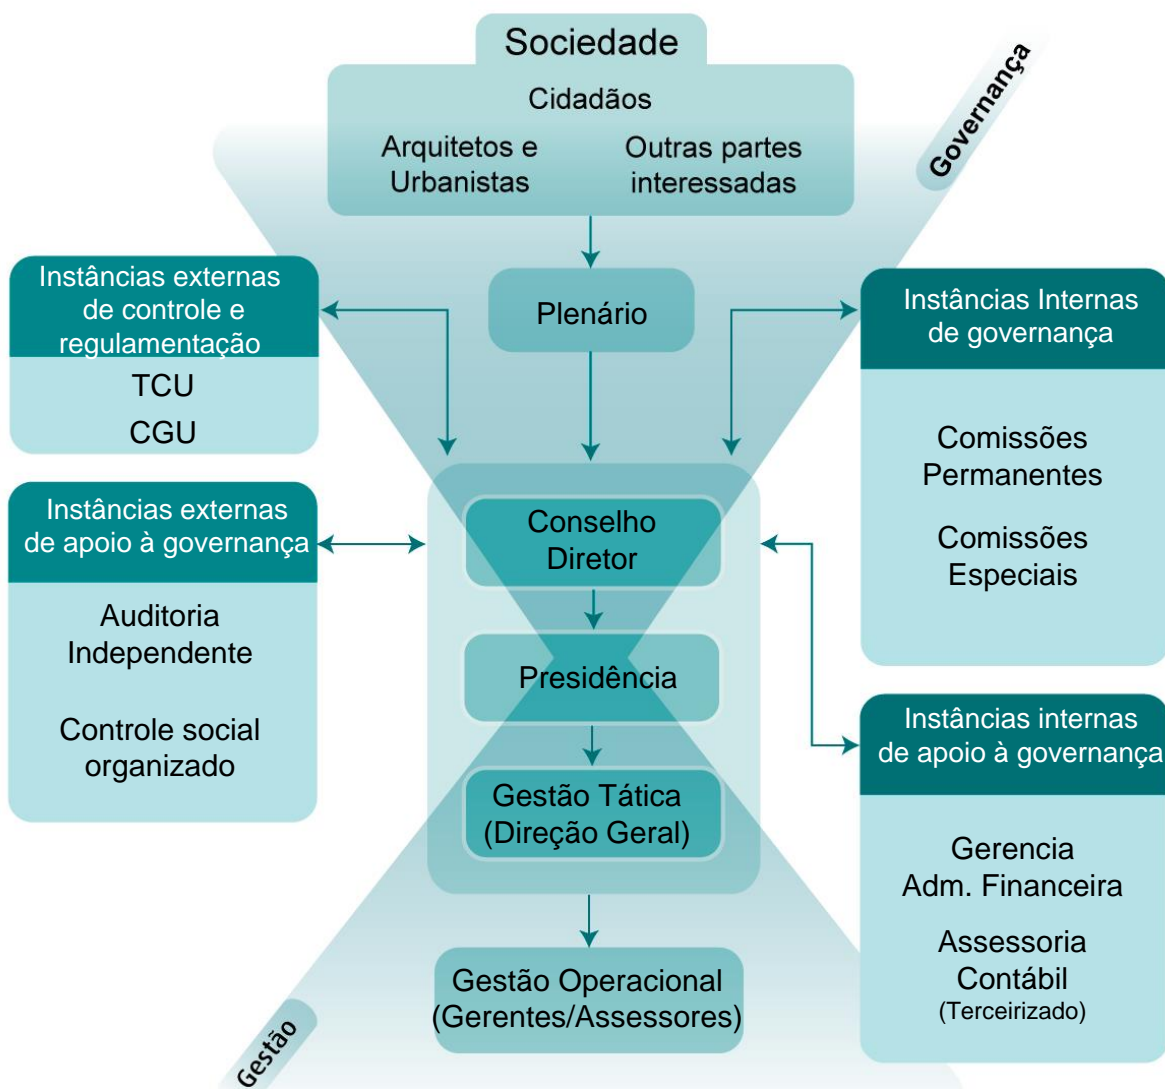 Sociedade
Cidadãos
Arquitetos e
Urbanistas
Outras partes
interessadas
Governança
Instâncias externas
de controle e
regulamentação
TCU
CGU
Plenário
Instâncias Internas
de governança
Comissões
Permanentes
Comissões
Especiais
Instâncias externas
de apoio à governança
Auditoria
Independente
Controle social
organizado
Conselho
Diretor
Presidência
Gestão Tática
(Direção Geral)
Instâncias internas
de apoio à governança
Gerencia
Adm. Financeira
Assessoria
Contábil
(Terceirizado)
Gestão Operacional
(Gerentes/Assessores)
Gestão